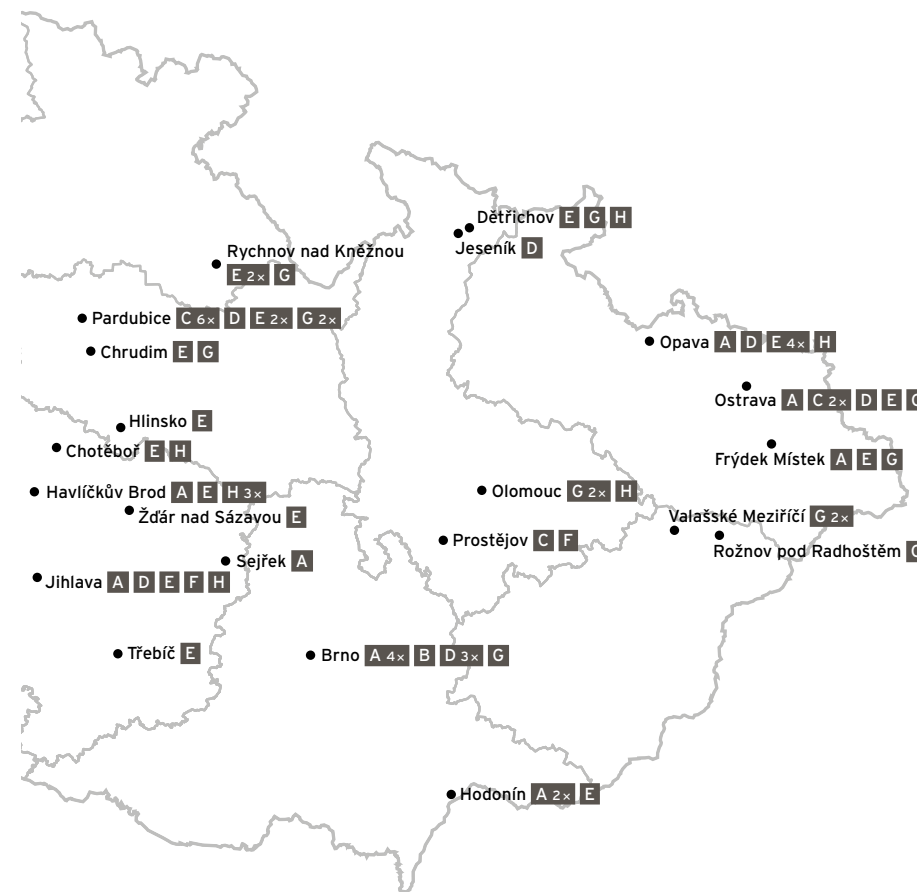 Dětřichov E G H
Jeseník D
Rychnov nad Kněžnou
E 2× G
Pardubice C 6× D E 2× G 2×
Opava A D E 4× H
Chrudim E G
Ostrava A C 2× D E
Hlinsko E
Chotěboř E H
Frýdek Místek A E G
Havlíčkův Brod A E H 3×
Olomouc G 2× H
Žďár nad Sázavou E
Valašské Meziříčí G 2×
Prostějov C F
Rožnov pod Radhoštěm
Sejřek A
Jihlava A D E F H
Třebíč E
Brno A 4× B D 3× G
Hodonín A 2× E